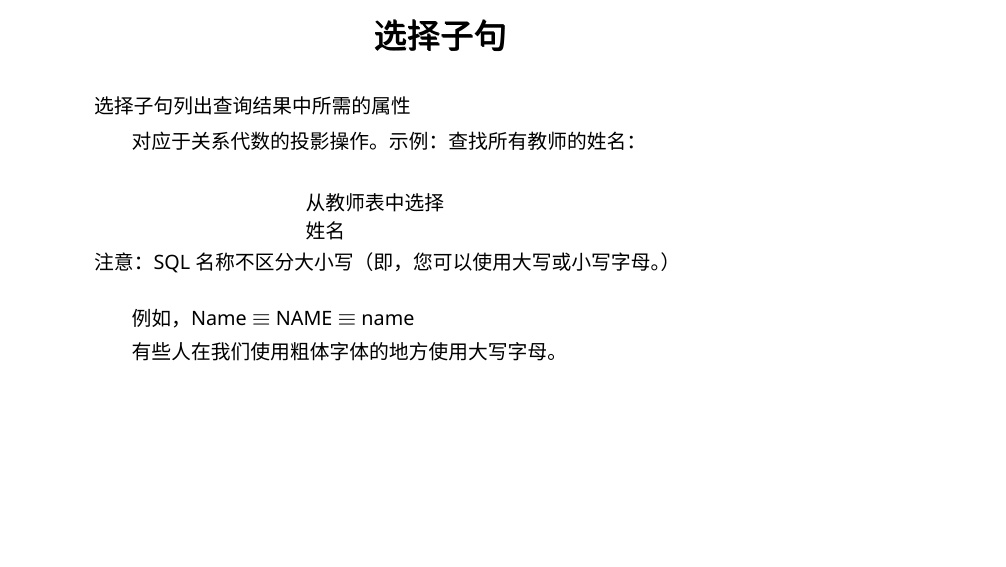 选择子句
选择子句列出查询结果中所需的属性
对应于关系代数的投影操作。示例：查找所有教师的姓名：
从教师表中选择
姓名
注意：SQL 名称不区分大小写（即，您可以使用大写或小写字母。）
例如，Name ≡ NAME ≡ name
有些人在我们使用粗体字体的地方使用大写字母。